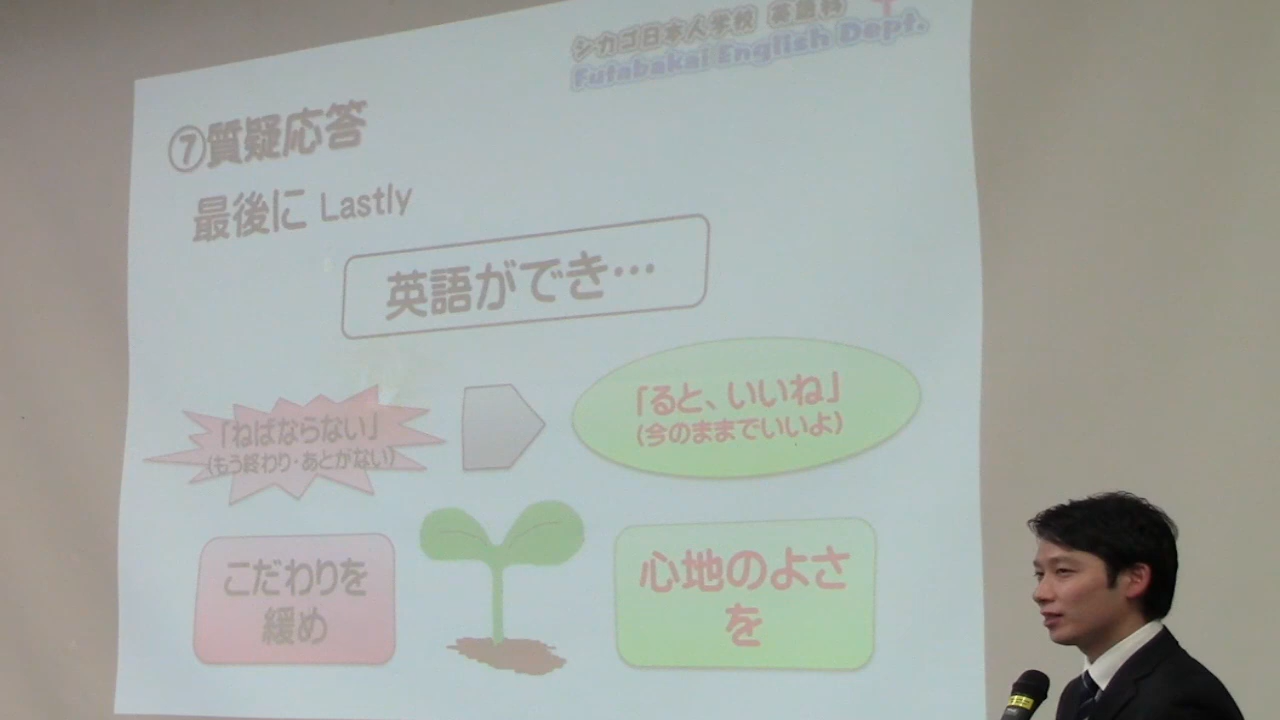 シカゴ日本人学校 英語科
Futabakai English Dept.
⑦質疑応答
最後に Lastly
英語ができ…
「ねばならない」
(もう終わり・あとがない)
「ると、いいね」
(今のままでいいよ)
こだわりを
緩め
心地のよさ
を